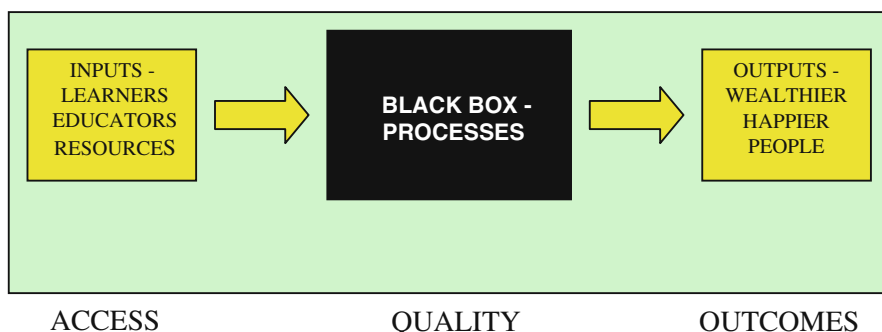 INPUTS -
LEARNERS
EDUCATORS
RESOURCES
BLACK BOX -
PROCESSES
OUTPUTS -
WEALTHIER
HAPPIER
PEOPLE
ACCESS
QUALITY
OUTCOMES